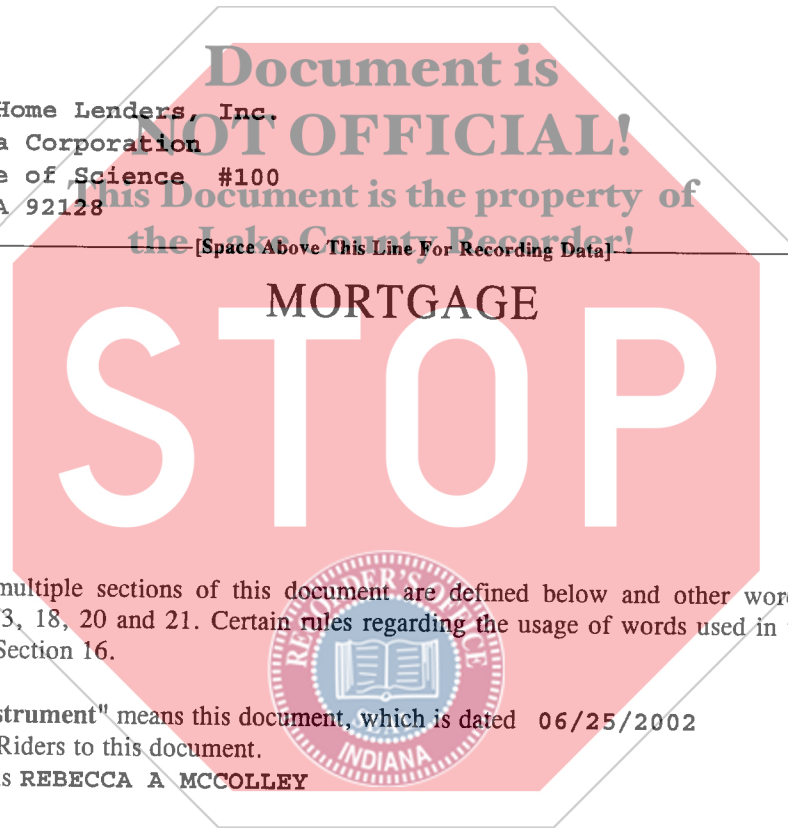 Document is
Home Lenders, Inc.
NOT OFFICIAL!
a Corporation
e of Science #100
This Document is the property of
A 92128
the Lake County Recorder!
[Space Above This Line For Recording Data]
MORTGAGE
STOP
multiple sections of this document are defined below and other word
3, 18, 20 and 21. Certain rules regarding the usage of words used in
Section 16.
strument" means this document, which is dated 06/25/2002
Riders to this document.
s REBECCA A MCCOLLEY
RECORDER'S OFFICE
SEAL
INDIANA